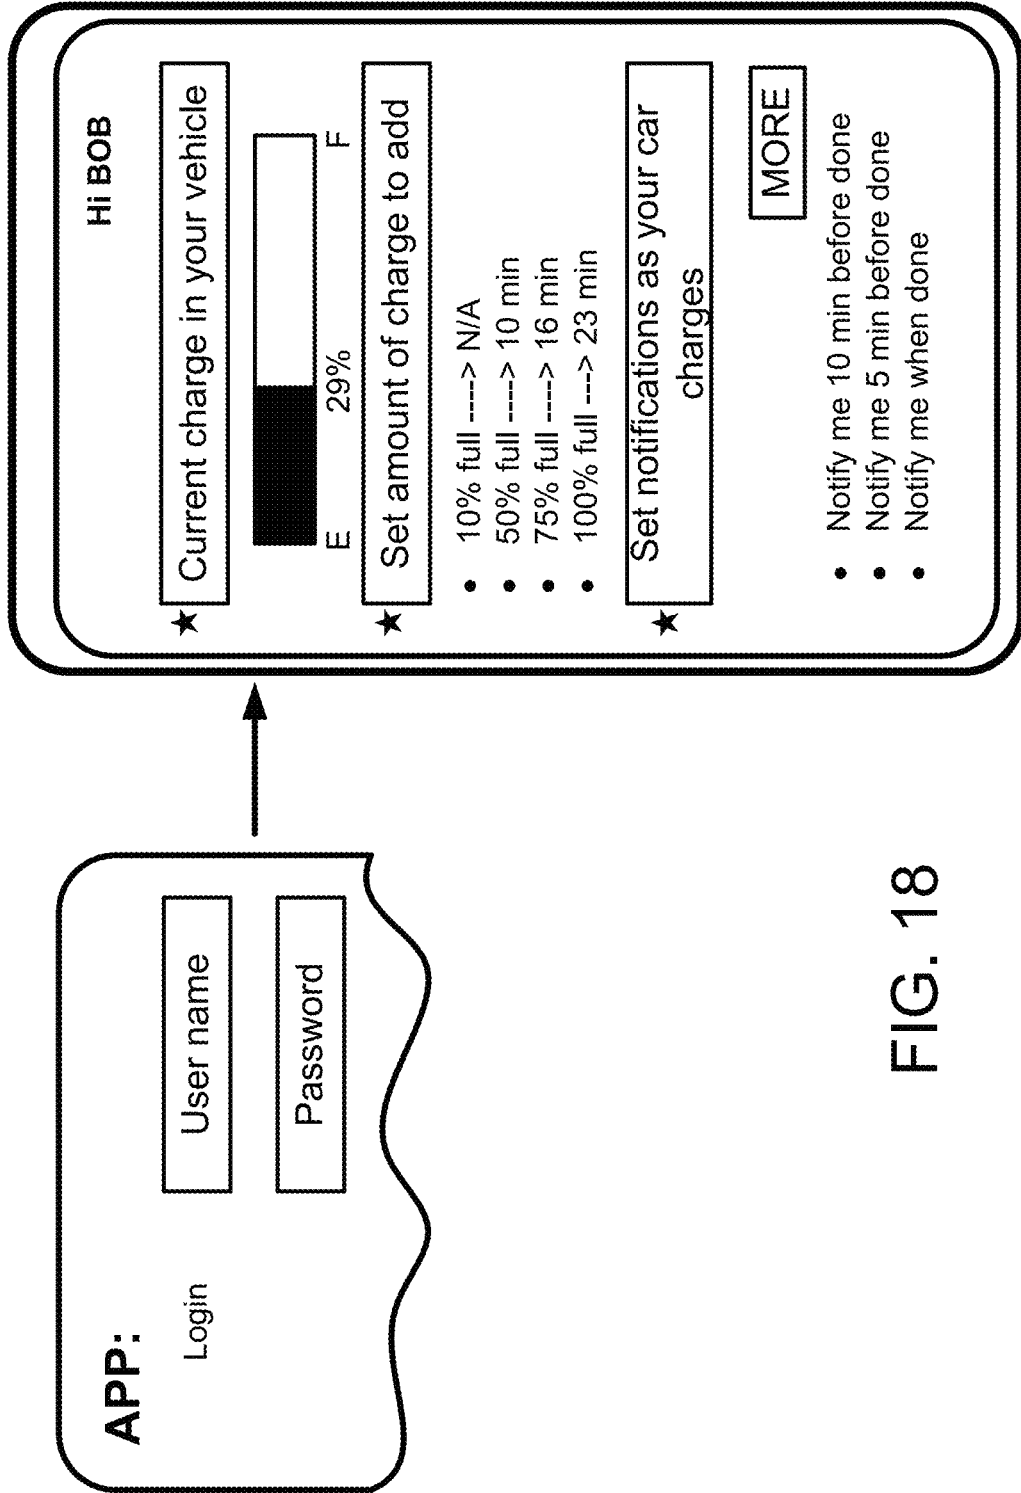 APP:
Login
User name
Password
Hi BOB
★ Current charge in your vehicle
E 29% F
★ Set amount of charge to add
• 10% full ----> N/A
• 50% full ----> 10 min
• 75% full ----> 16 min
• 100% full ---> 23 min
★ Set notifications as your car
charges
MORE
• Notify me 10 min before done
• Notify me 5 min before done
• Notify me when done
FIG. 18